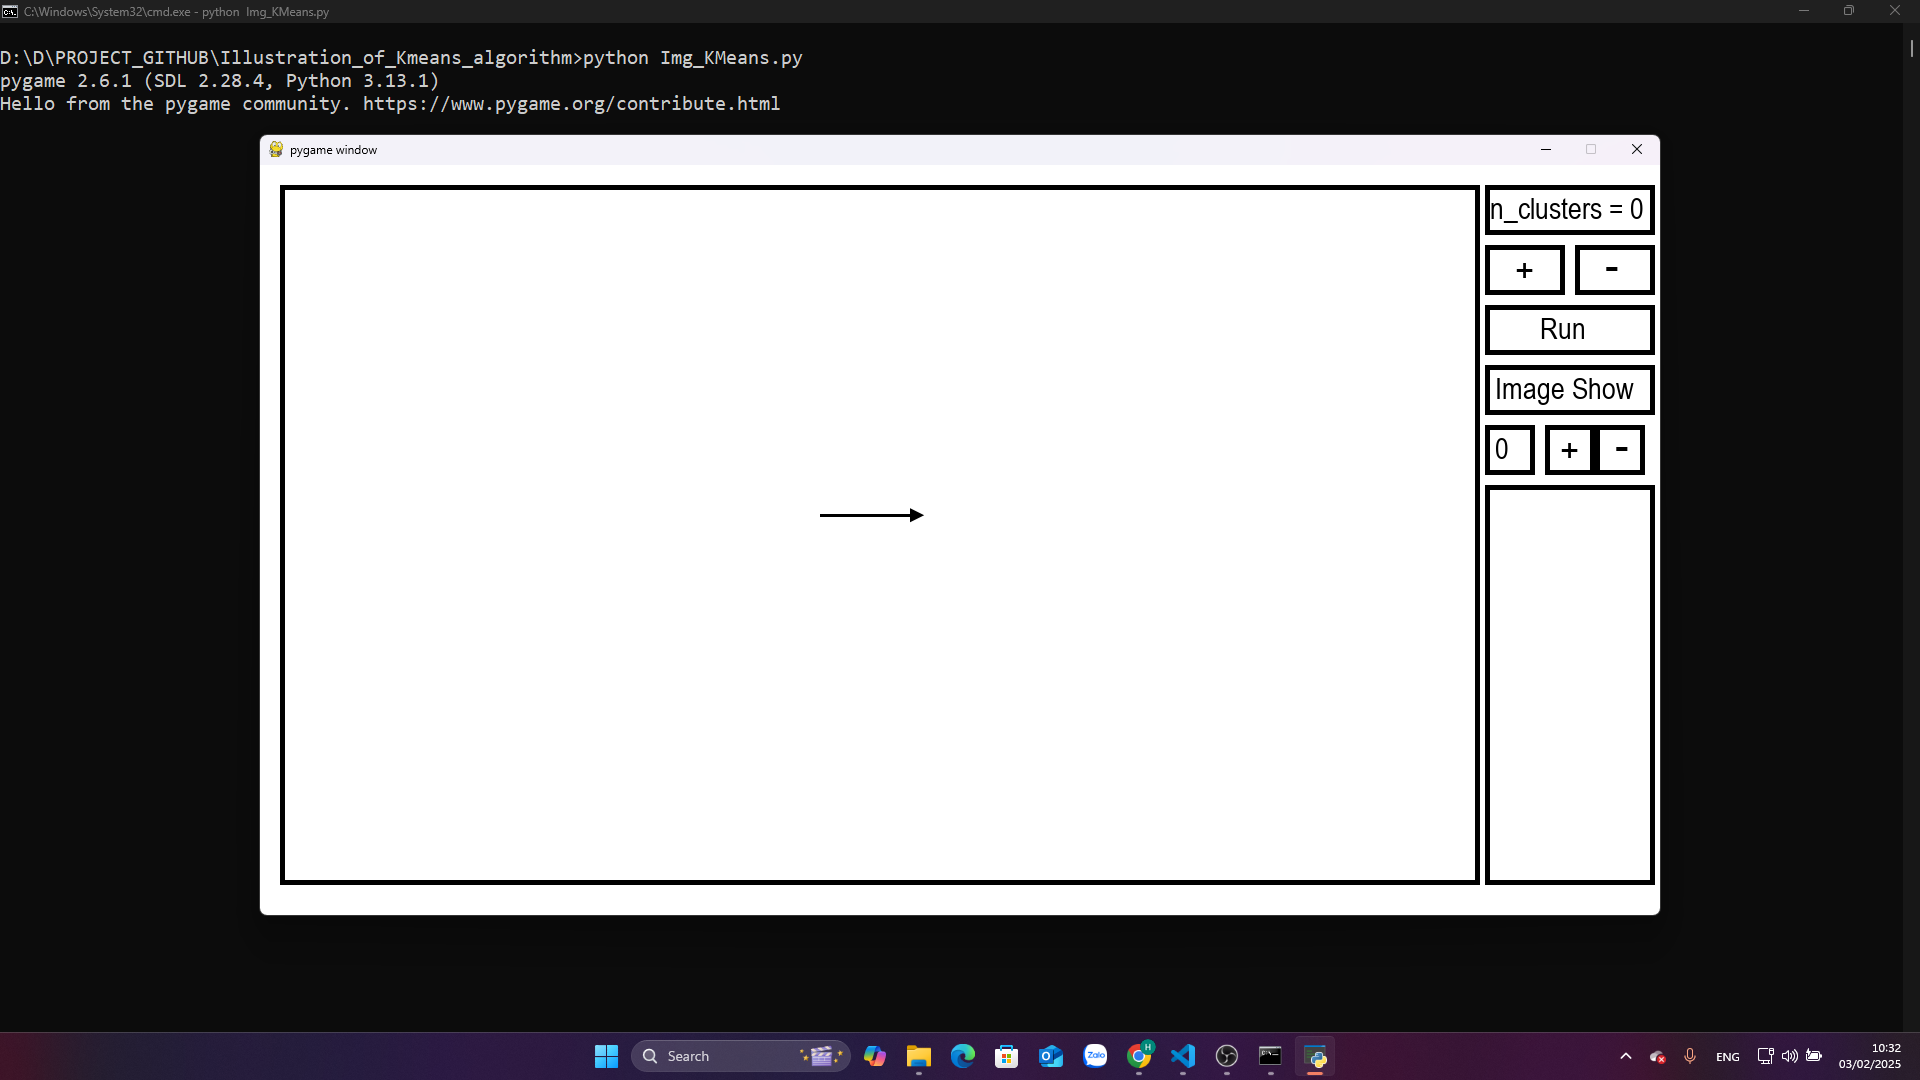 C:\Windows\System32\cmd.exe - python  Img_KMeans.py
D:\D\PROJECT_GITHUB\Illustration_of_Kmeans_algorithm>python Img_KMeans.py
pygame 2.6.1 (SDL 2.28.4, Python 3.13.1)
Hello from the pygame community. https://www.pygame.org/contribute.html
pygame window
n_clusters = 0
+ -
Run
Image Show
0 + -
Search
Zalo
H
ENG
10:32
03/02/2025